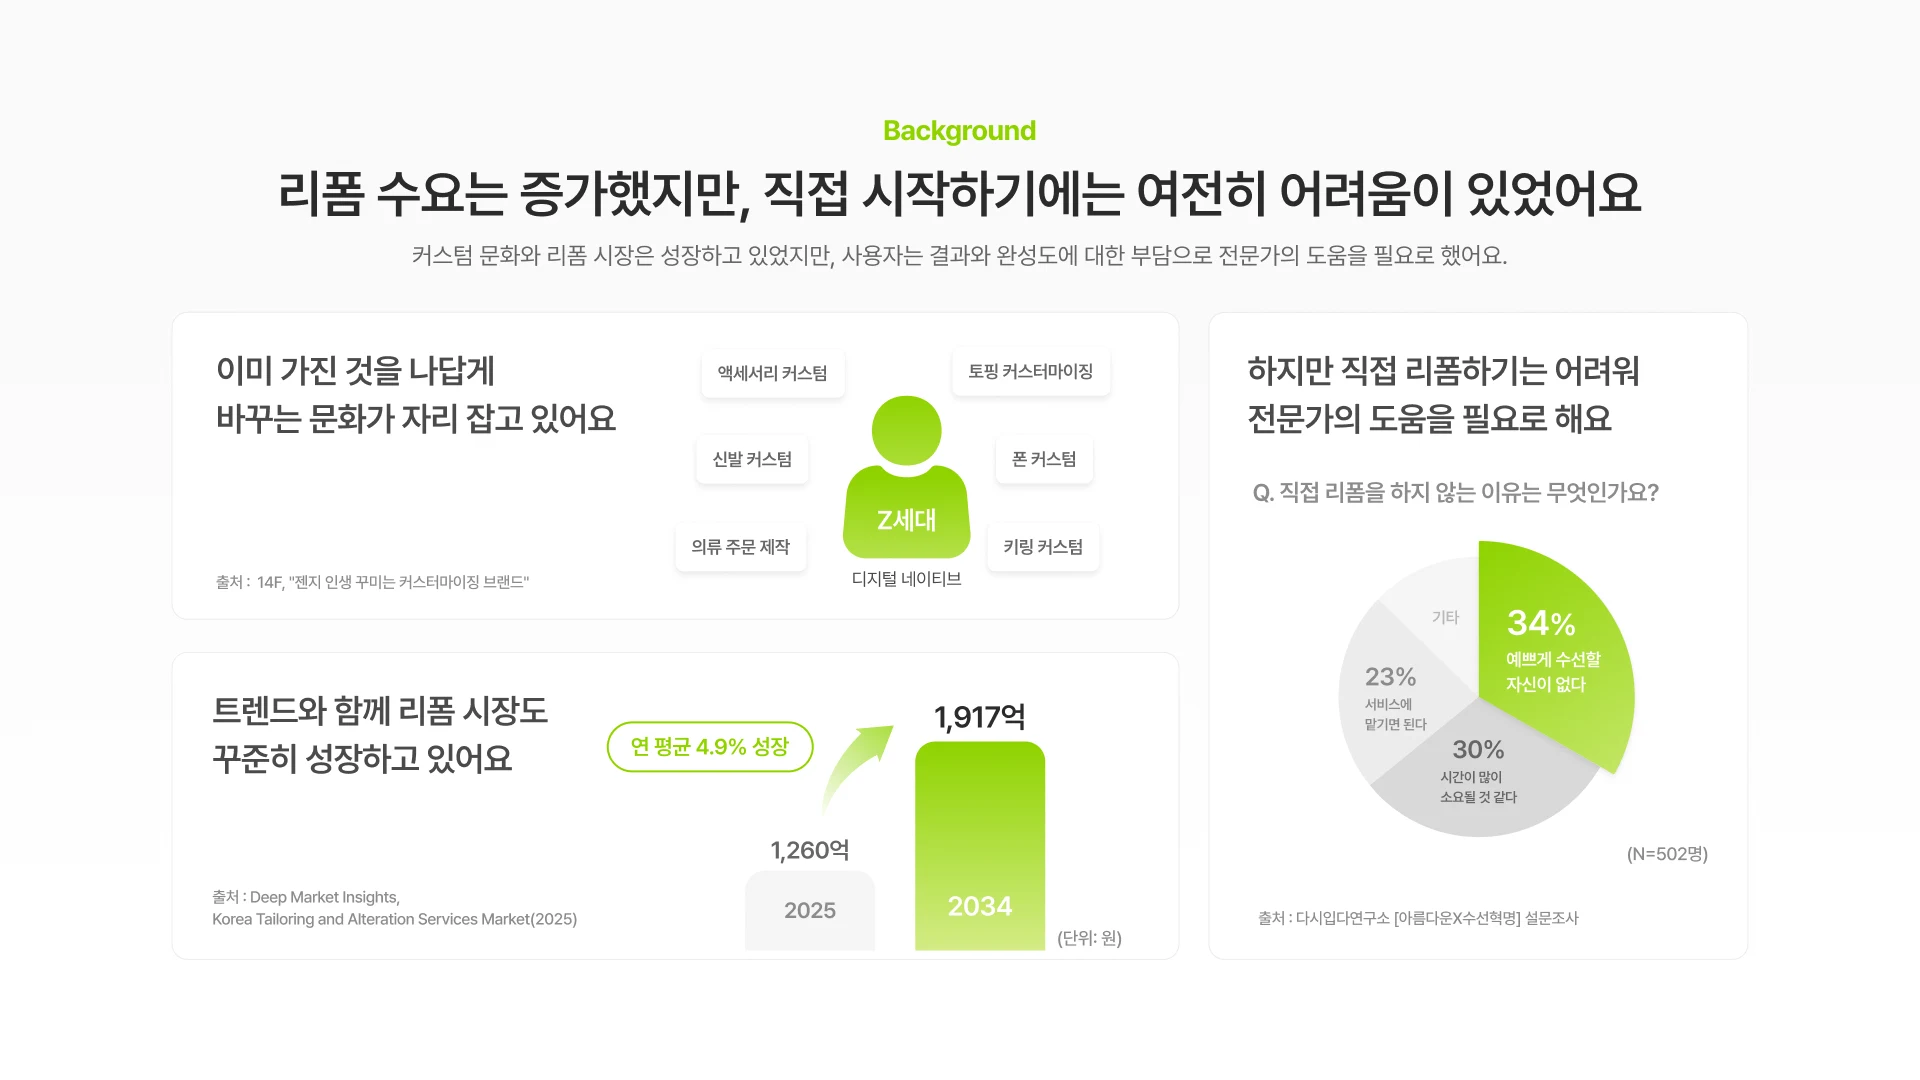 Background
리폼 수요는 증가했지만, 직접 시작하기에는 여전히 어려움이 있었어요
커스텀 문화와 리폼 시장은 성장하고 있었지만, 사용자는 결과와 완성도에 대한 부담으로 전문가의 도움을 필요로 했어요.
이미 가진 것을 나답게
바꾸는 문화가 자리 잡고 있어요
액세서리 커스텀
토핑 커스터마이징
신발 커스텀
폰 커스텀
Z세대
의류 주문 제작
키링 커스텀
디지털 네이티브
출처 : 14F, "젠지 인생 꾸미는 커스터마이징 브랜드"
트렌드와 함께 리폼 시장도
꾸준히 성장하고 있어요
연 평균 4.9% 성장
1,917억
1,260억
2025
2034
(단위: 원)
출처 : Deep Market Insights,
Korea Tailoring and Alteration Services Market(2025)
하지만 직접 리폼하기는 어려워
전문가의 도움을 필요로 해요
Q. 직접 리폼을 하지 않는 이유는 무엇인가요?
34%
예쁘게 수선할
자신이 없다
기타
23%
서비스에
맡기면 된다
30%
시간이 많이
소요될 것 같다
(N=502명)
출처 : 다시입다연구소 [아름다운X수선혁명] 설문조사